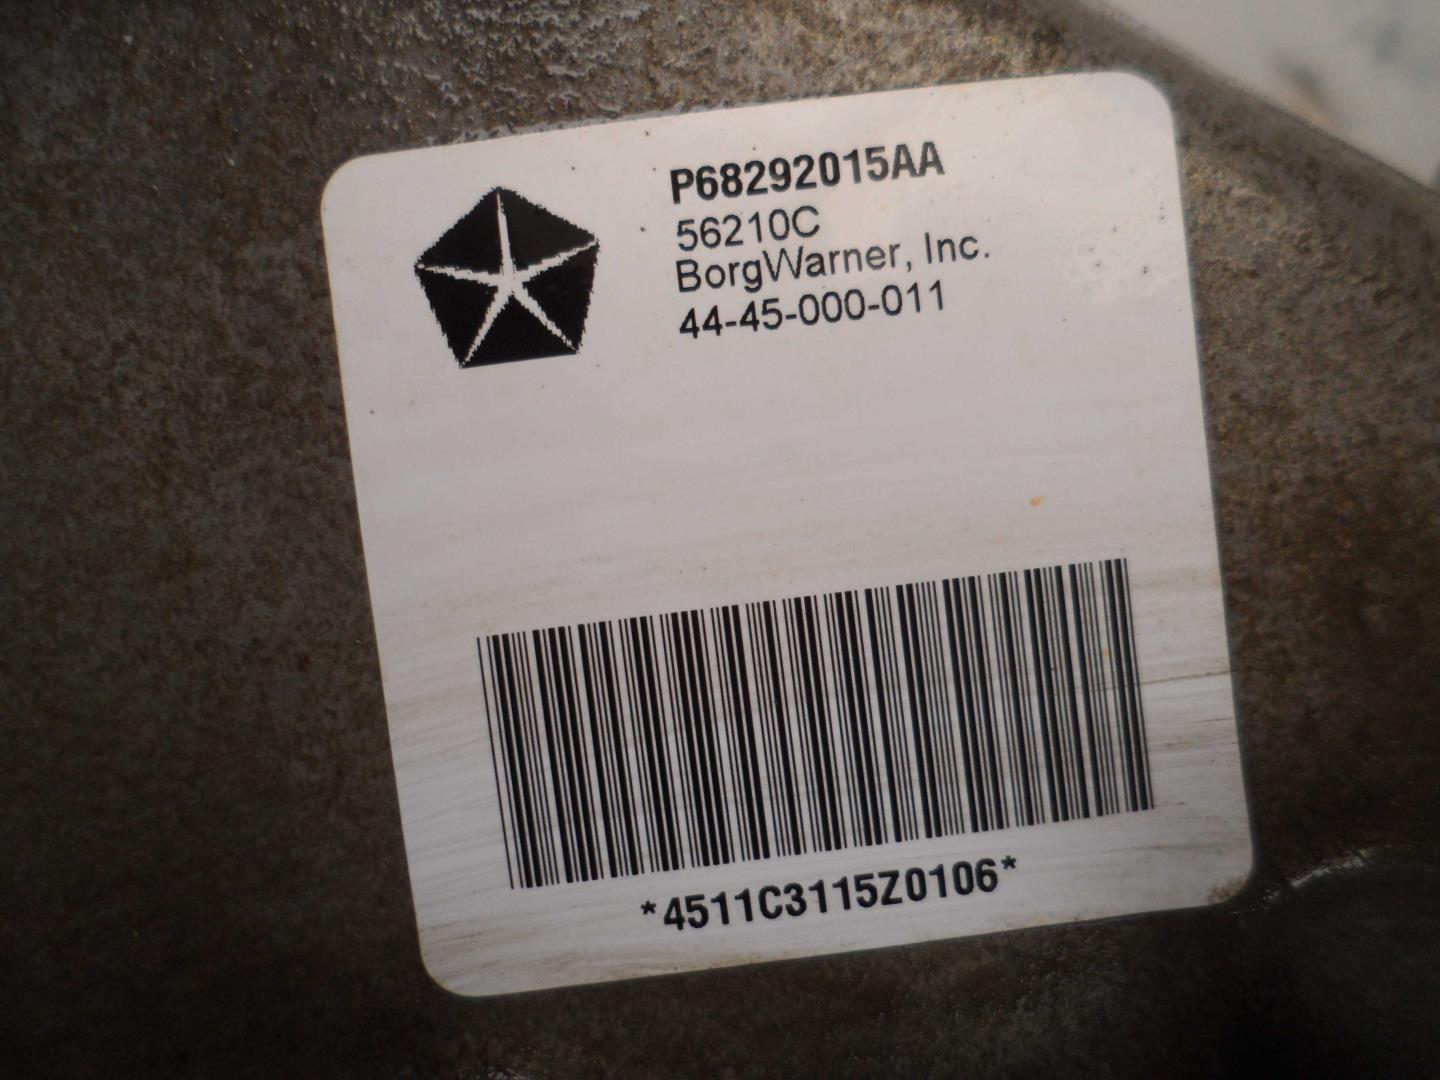 P68292015AA
56210C
BorgWarner, Inc.
44-45-000-011
*4511C3115Z0106*